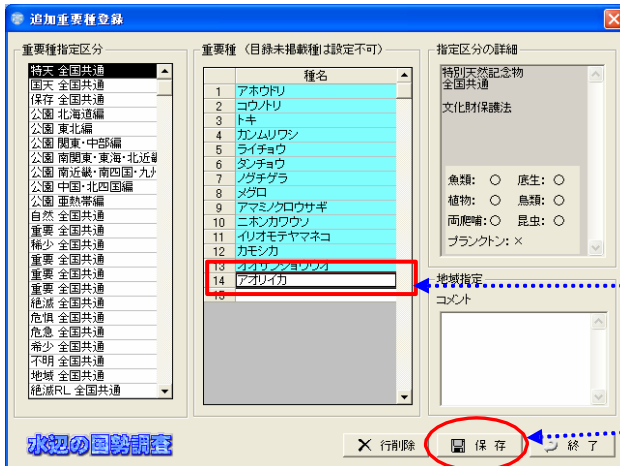 追加重要種登録
重要種指定区分
特天 全国共通
国天 全国共通
保存 全国共通
公園 北海道編
公園 東北編
公園 関東・中部編
公園 南関東・東海・北近畿
公園 南近畿・南四国・九州
公園 中国・北四国編
公園 亜熱帯編
自然 全国共通
重要 全国共通
稀少 全国共通
重要 全国共通
重要 全国共通
重要 全国共通
絶滅 全国共通
危惧 全国共通
危急 全国共通
希少 全国共通
不明 全国共通
地域 全国共通
絶滅RL 全国共通
重要種（目録未掲載種は設定不可）
種名
1 アホウドリ
2 コウノトリ
3 トキ
4 カンムリワシ
5 ライチョウ
6 タンチョウ
7 ノグチゲラ
8 メグロ
9 アマミノクロウサギ
10 ニホンカワウソ
11 イリオモテヤマネコ
12 カモシカ
13 オオサンショウウオ
14 アオリイカ
15
指定区分の詳細
特別天然記念物
全国共通
文化財保護法
魚類: ○ 底生: ○
植物: ○ 鳥類: ○
両爬哺: ○ 昆虫: ○
プランクトン: ×
地域指定
コメント
水辺の国勢調査
行削除
保存
終了